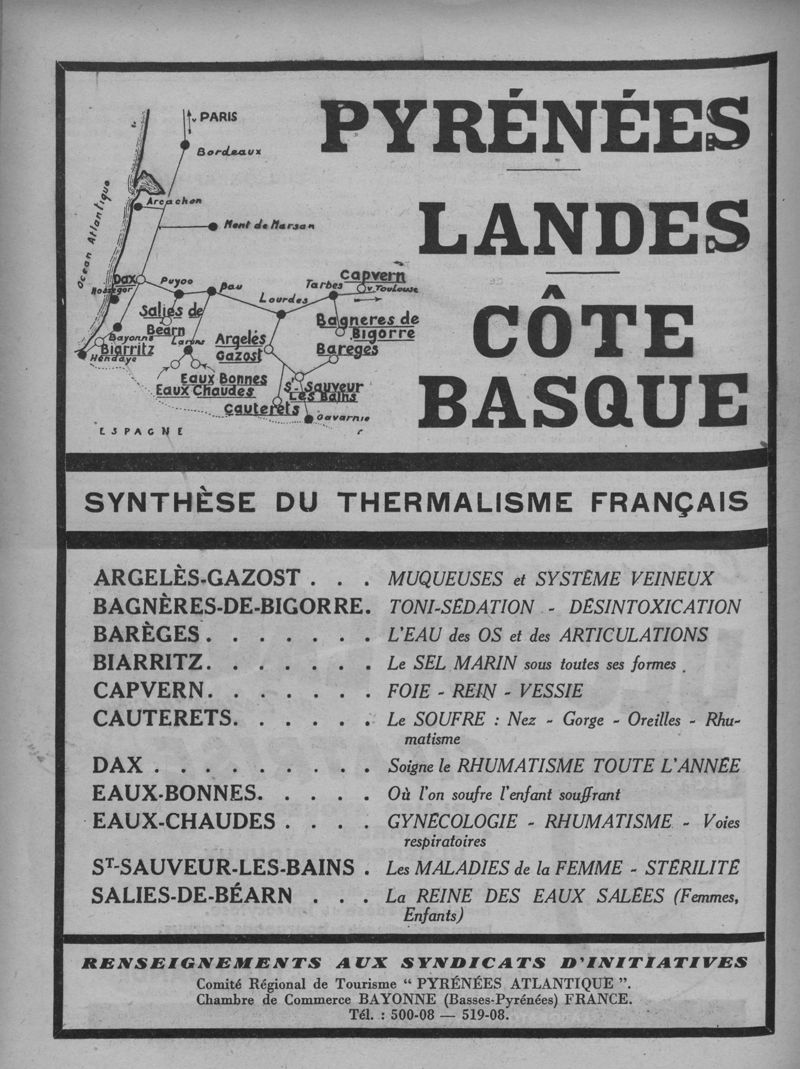 PARIS
Bordeaux
Arcachon
Océan Atlantique
Mont de Marsan
Dax
Hossegor
Puyoo
Pau
Lourdes
Tarbes
Capvern
v. Toulouse
Salies de
Béarn
Bayonne
Biarritz
Hendaye
Laruns
Argelès
Gazost
Bagnères de
Bigorre
Barèges
Eaux Bonnes
Eaux Chaudes
St-Sauveur
Les Bains
Cauterets
Gavarnie
ESPAGNE
PYRÉNÉES
LANDES
CÔTE
BASQUE
SYNTHÈSE DU THERMALISME FRANÇAIS
ARGELÈS-GAZOST . . . MUQUEUSES et SYSTÈME VEINEUX
BAGNÈRES-DE-BIGORRE. TONI-SÉDATION - DÉSINTOXICATION
BARÈGES . . . . . . . L'EAU des OS et des ARTICULATIONS
BIARRITZ. . . . . . . Le SEL MARIN sous toutes ses formes .
CAPVERN. . . . . . . FOIE - REIN - VESSIE
CAUTERETS. . . . . . Le SOUFRE : Nez - Gorge - Oreilles - Rhu-
matisme
DAX . . . . . . . . . Soigne le RHUMATISME TOUTE L'ANNÉE
EAUX-BONNES. . . . . Où l'on soufre l'enfant souffrant
EAUX-CHAUDES . . . . GYNÉCOLOGIE - RHUMATISME - Voies
respiratoires
ST-SAUVEUR-LES-BAINS . Les MALADIES de la FEMME - STÉRILITÉ
SALIES-DE-BÉARN . . . La REINE DES EAUX SALÉES (Femmes,
Enfants)
RENSEIGNEMENTS AUX SYNDICATS D'INITIATIVES
Comité Régional de Tourisme “ PYRÉNÉES ATLANTIQUE ”.
Chambre de Commerce BAYONNE (Basses-Pyrénées) FRANCE.
Tél. : 500-08 — 519-08.